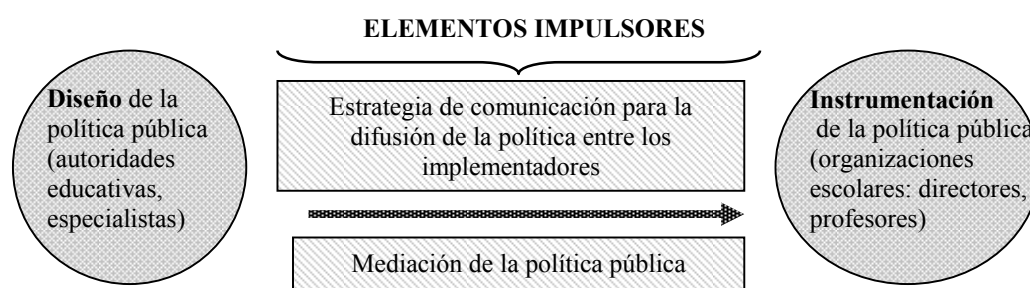 ELEMENTOS IMPULSORES
Diseño de la
política pública
(autoridades
educativas,
especialistas)
Estrategia de comunicación para la
difusión de la política entre los
implementadores
Mediación de la política pública
Instrumentación
de la política pública
(organizaciones
escolares: directores,
profesores)